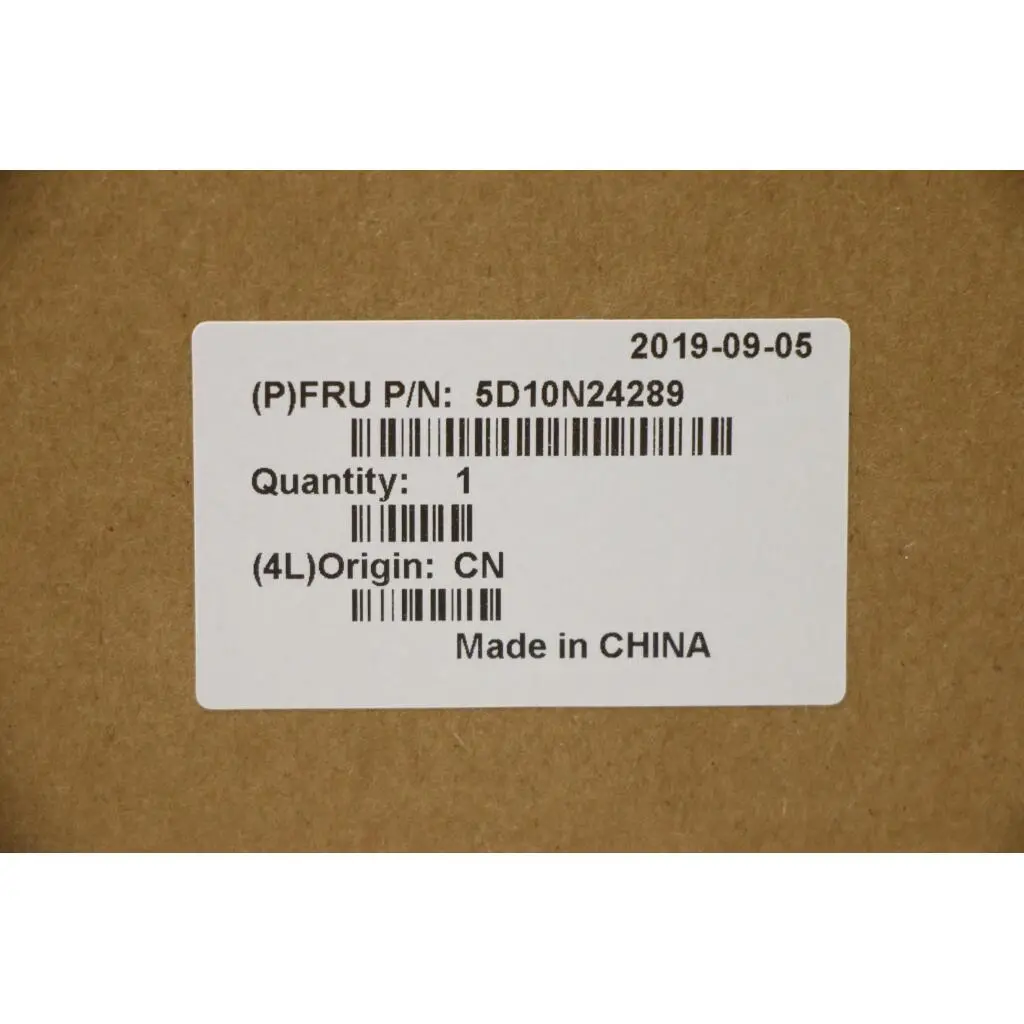 2019-09-05
(P)FRU P/N: 5D10N24289
Quantity: 1
(4L)Origin: CN
Made in CHINA